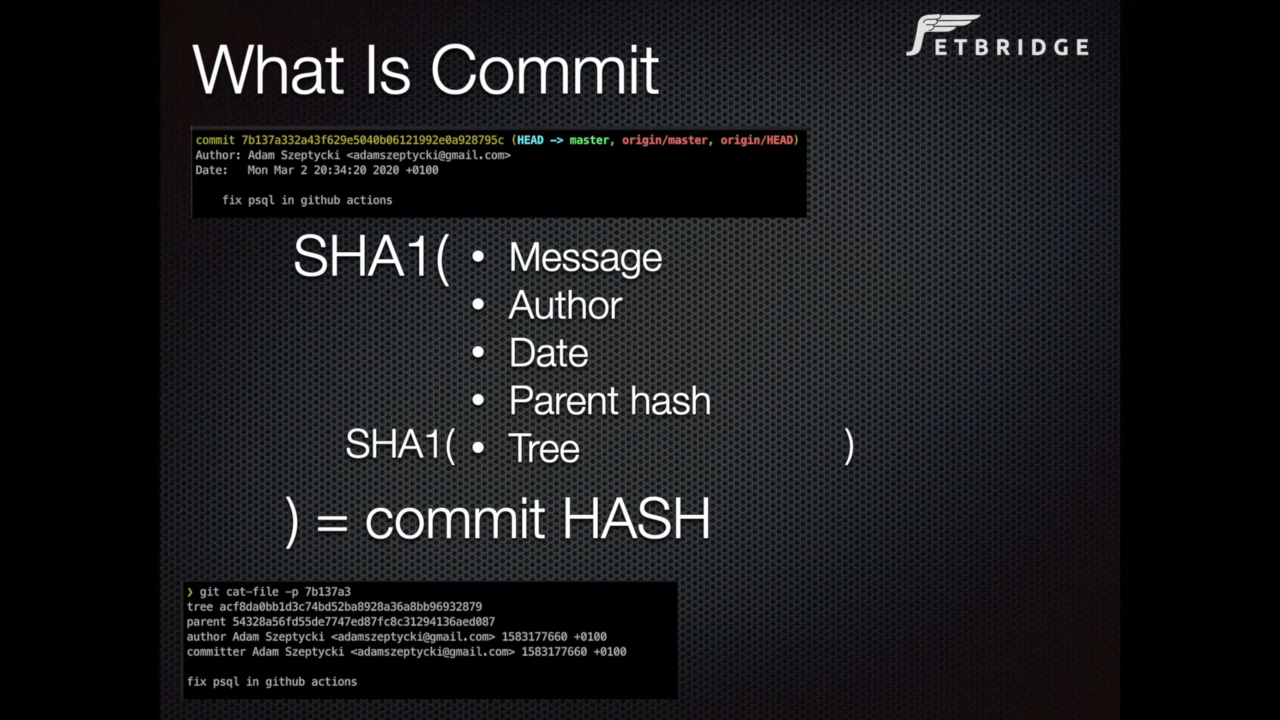 What Is Commit
JETBRIDGE
commit 7b137a332a43f629e5040b06121992e0a928795c (HEAD -> master, origin/master, origin/HEAD)
Author: Adam Szeptycki <adamszeptycki@gmail.com>
Date:   Mon Mar 2 20:34:20 2020 +0100
fix psql in github actions
SHA1( • Message
• Author
• Date
• Parent hash
SHA1( • Tree )
) = commit HASH
❯ git cat-file -p 7b137a3
tree acf8da0bb1d3c74bd52ba8928a36a8bb96932879
parent 54328a56fd55de7747ed87fc8c31294136aed087
author Adam Szeptycki <adamszeptycki@gmail.com> 1583177660 +0100
committer Adam Szeptycki <adamszeptycki@gmail.com> 1583177660 +0100
fix psql in github actions